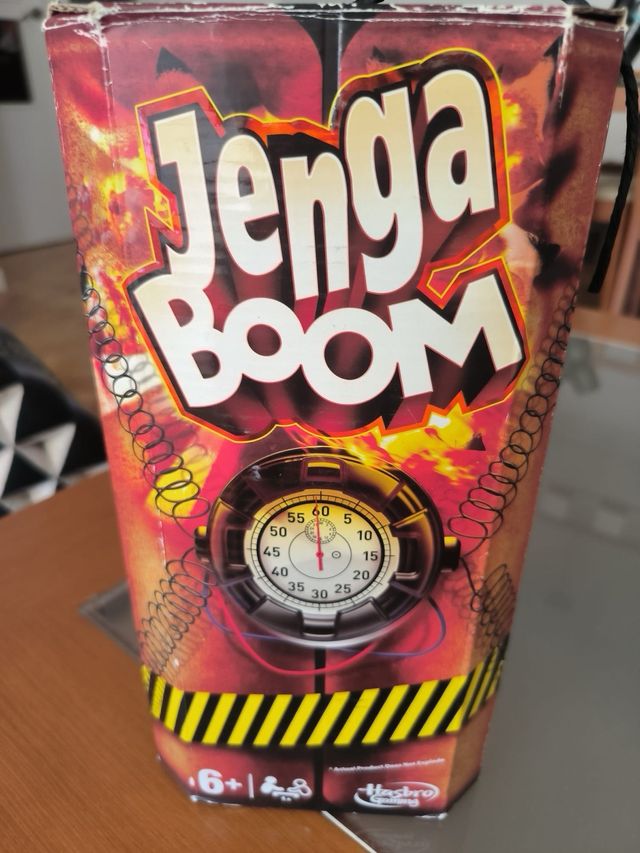 Jenga
BOOM
60
55 5
50 10
45 15
40 20
35 30 25
* Actual Product Does Not Explode
6+
Hasbro
Gaming